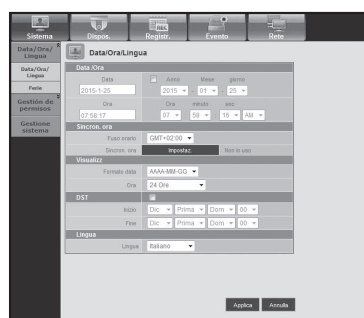 Sistema Dispos. Registr. Evento Rete
REC
Data/Ora/
Lingua
Data/Ora/
Lingua
Ferie
Gestión de
permisos
Gestione
sistema
Data/Ora/Lingua
Data /Ora
Data Anno Mese giorno
2015-1-25 2015 - 01 - 25
Ora Ora minuto sec
07:58:17 07 58 16 AM
Sincron. ora
Fuso orario GMT+02:00
Sincron. ora Impostaz. Non in uso
Visualizz
Formato data AAAA-MM-GG
Ora 24 Ore
DST
Inizio Dic Prima Dom 00
Fine Dic Prima Dom 00
Lingua
Lingua Italiano
Applica Annulla